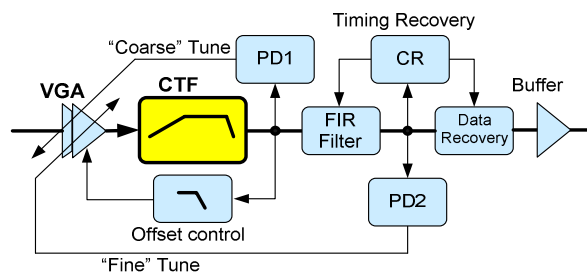 Timing Recovery
“Coarse” Tune
PD1
CR
VGA
CTF
Buffer
FIR
Filter
Data
Recovery
Offset control
PD2
“Fine” Tune